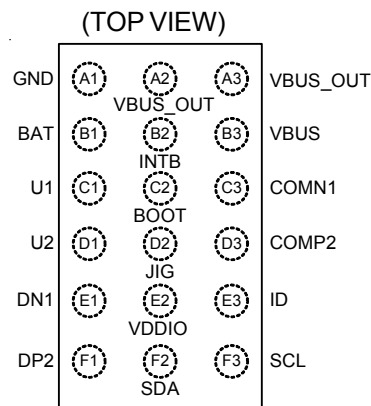 (TOP VIEW)
GND A1 A2 A3 VBUS_OUT
VBUS_OUT
BAT B1 B2 B3 VBUS
INTB
U1 C1 C2 C3 COMN1
BOOT
U2 D1 D2 D3 COMP2
JIG
DN1 E1 E2 E3 ID
VDDIO
DP2 F1 F2 F3 SCL
SDA